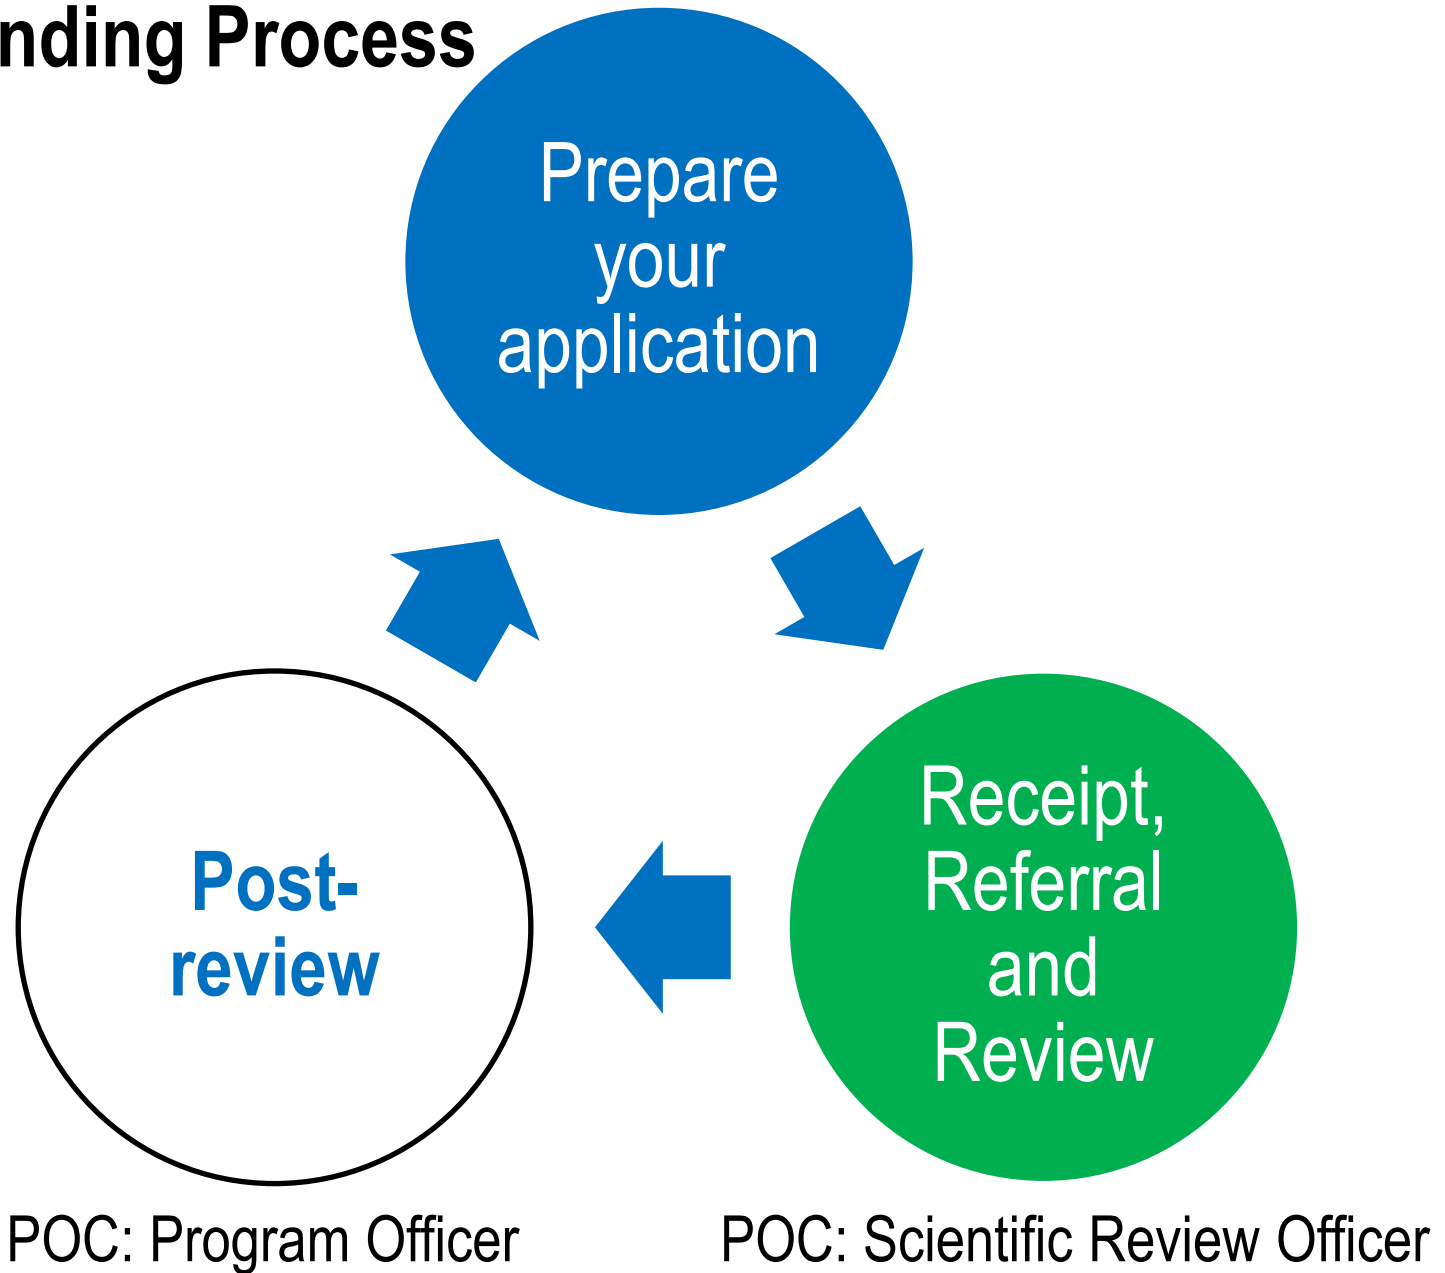 nding Process
Prepare
your
application
Receipt,
Referral
and
Review
Post-
review
POC: Program Officer
POC: Scientific Review Officer